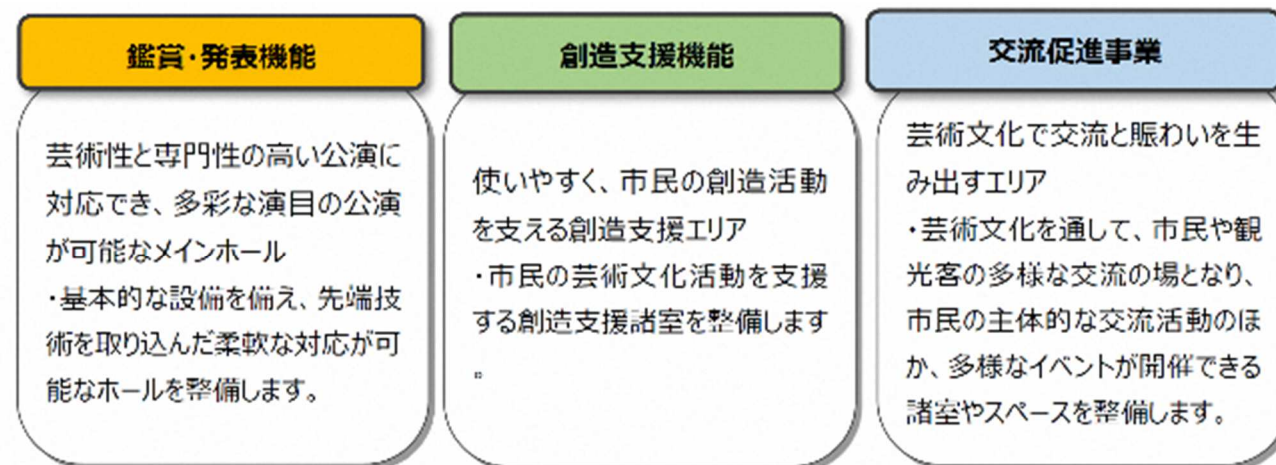 鑑賞・発表機能
芸術性と専門性の高い公演に
対応でき、多彩な演目の公演
が可能なメインホール
・基本的な設備を備え、先端技
術を取り込んだ柔軟な対応が可
能なホールを整備します。
創造支援機能
使いやすく、市民の創造活動
を支える創造支援エリア
・市民の芸術文化活動を支援
する創造支援諸室を整備します
。
交流促進事業
芸術文化で交流と賑わいを生
み出すエリア
・芸術文化を通して、市民や観
光客の多様な交流の場となり、
市民の主体的な交流活動のほ
か、多様なイベントが開催できる
諸室やスペースを整備します。